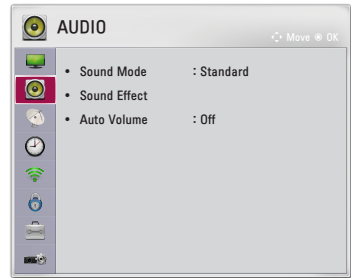 AUDIO
Move OK
• Sound Mode : Standard
• Sound Effect
• Auto Volume : Off